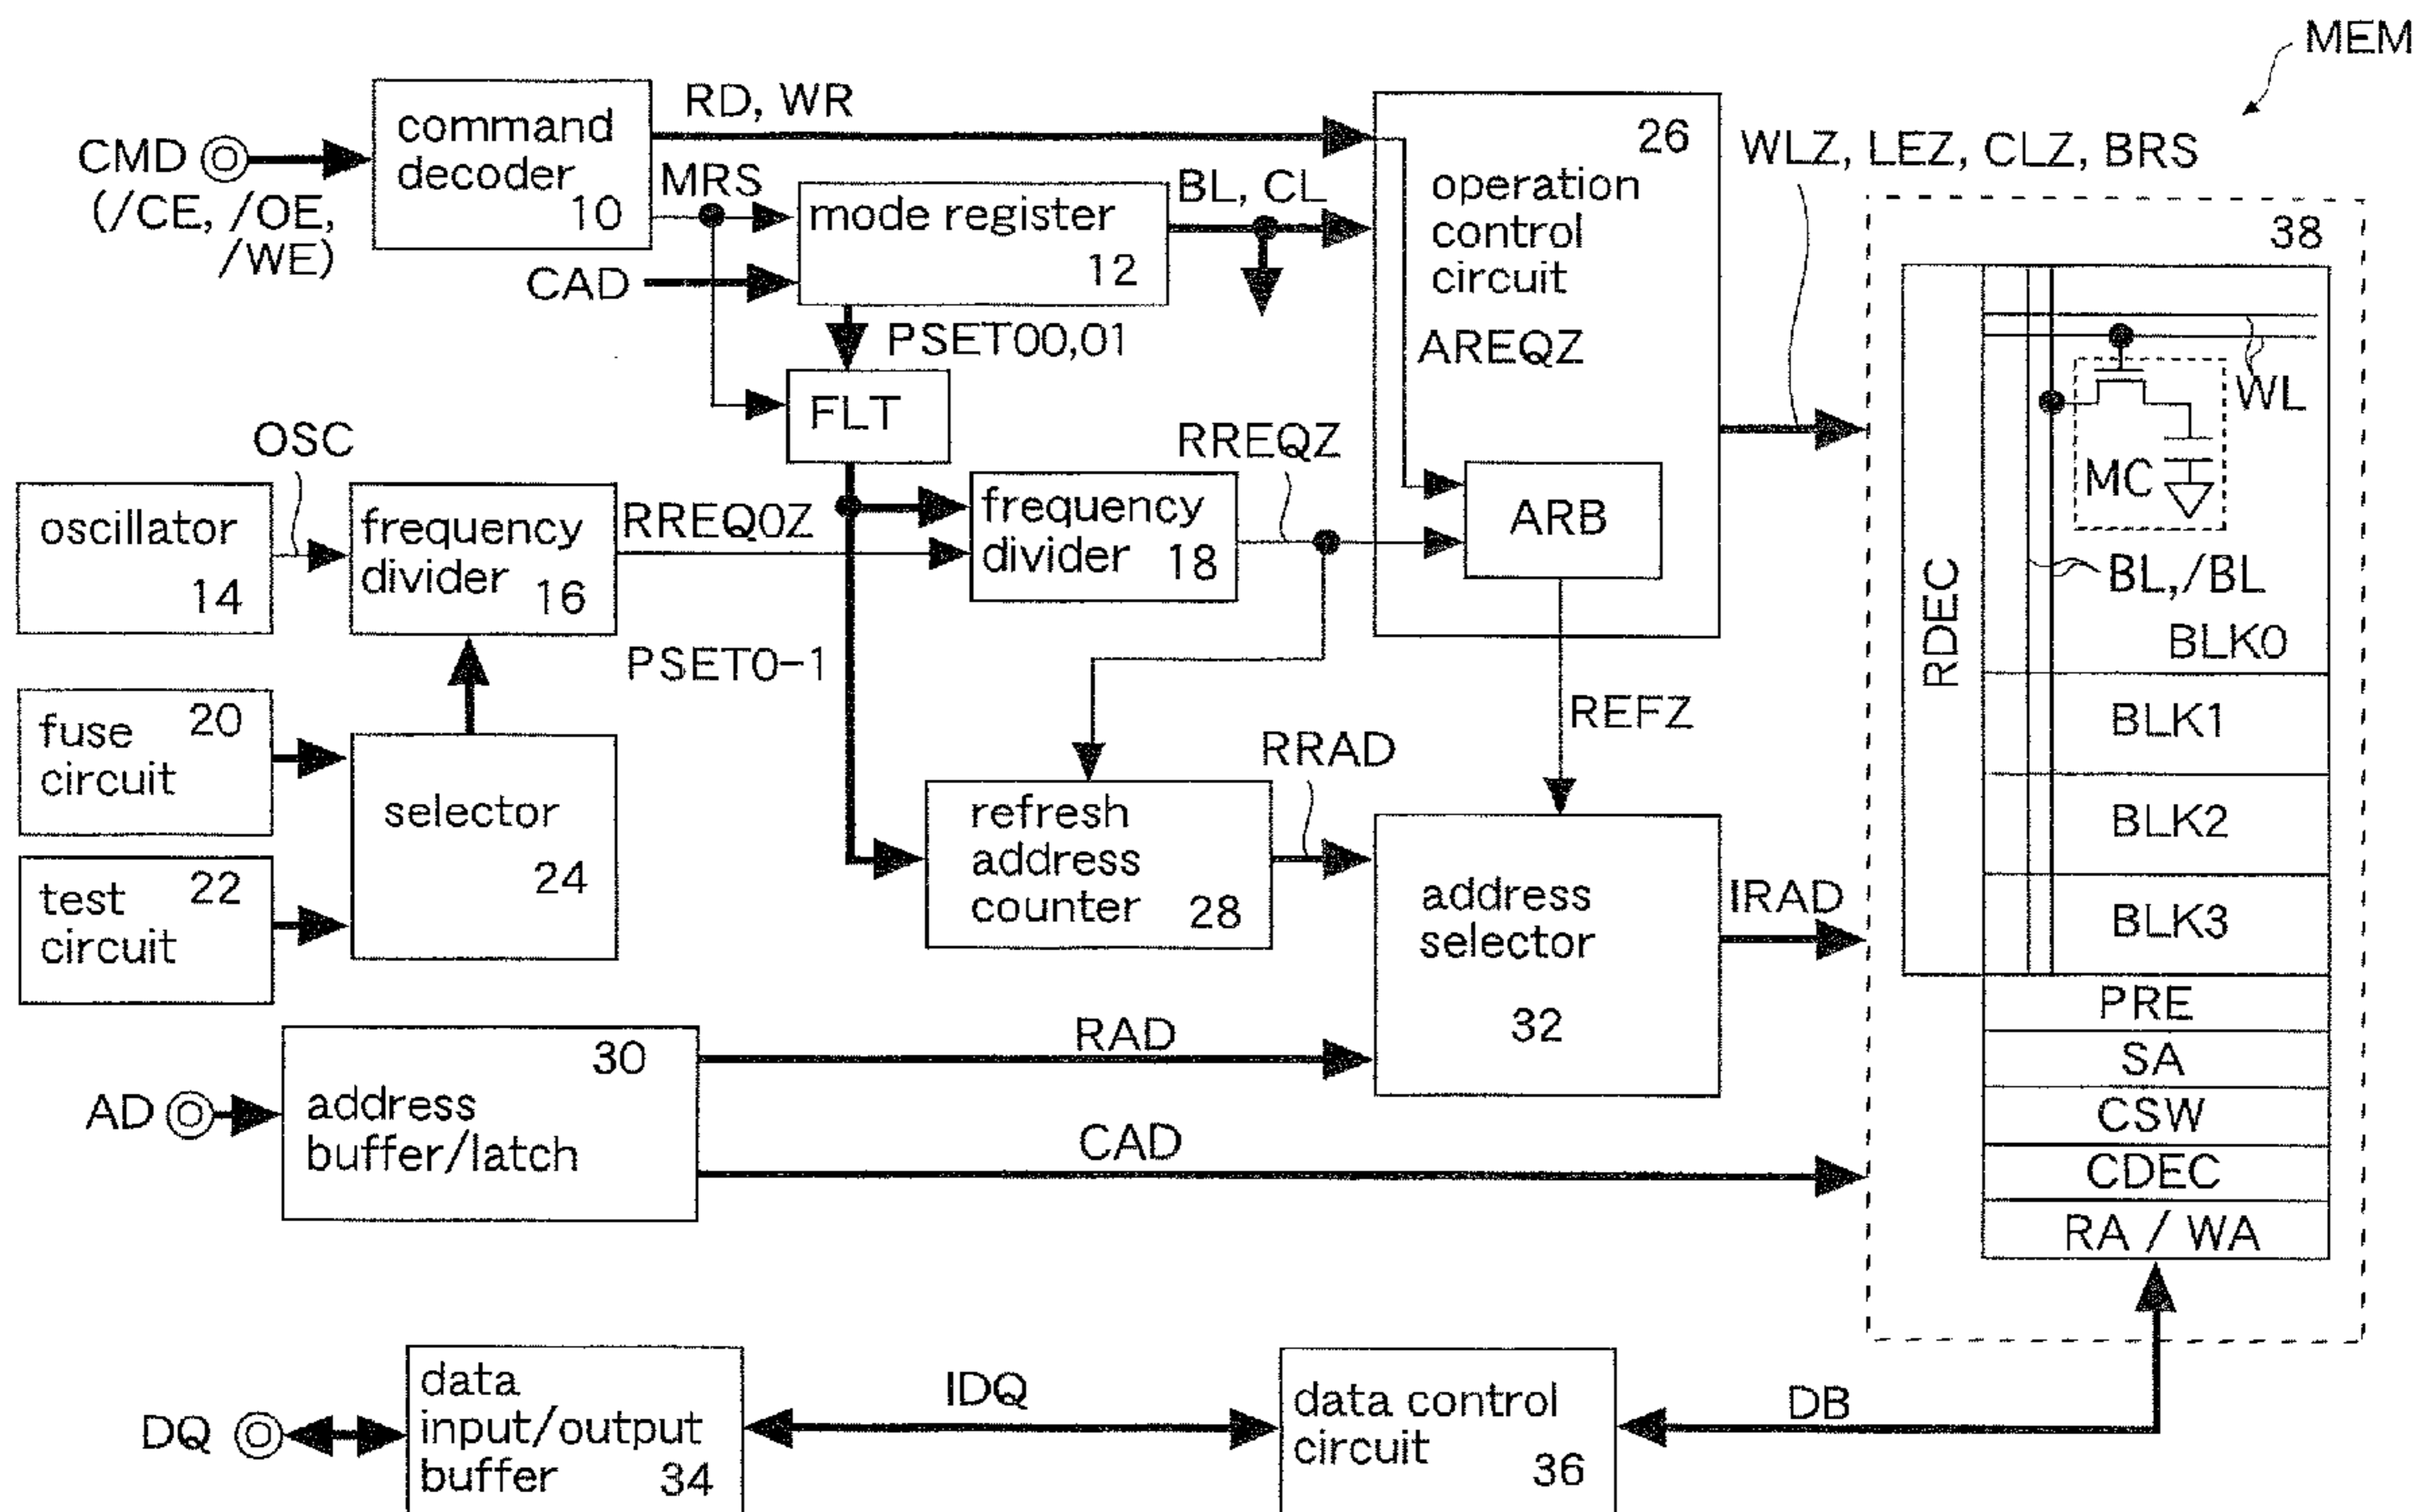 MEM
CMD
(/CE, /OE,
/WE)
command
decoder
10
RD, WR
MRS
CAD
mode register
12
BL, CL
PSET00,01
FLT
26
operation
control
circuit
AREQZ
ARB
WLZ, LEZ, CLZ, BRS
38
RDEC
WL
MC
BL,/BL
BLK0
BLK1
BLK2
BLK3
PRE
SA
CSW
CDEC
RA / WA
oscillator
14
OSC
frequency
divider
16
RREQ0Z
frequency
divider
18
RREQZ
PSET0-1
fuse
circuit
20
test
circuit
22
selector
24
refresh
address
counter
28
RRAD
REFZ
address
selector
32
IRAD
AD
30
address
buffer/latch
RAD
CAD
DQ
data
input/output
buffer
34
IDQ
data control
circuit
36
DB